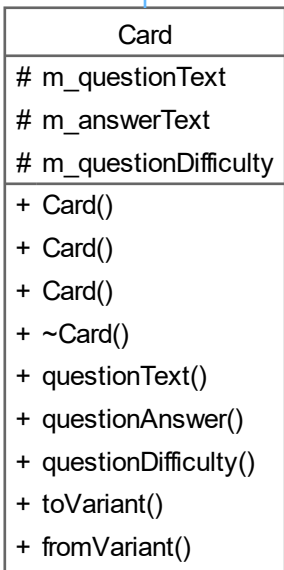 Card
# m_questionText
# m_answerText
# m_questionDifficulty
+ Card()
+ Card()
+ Card()
+ ~Card()
+ questionText()
+ questionAnswer()
+ questionDifficulty()
+ toVariant()
+ fromVariant()